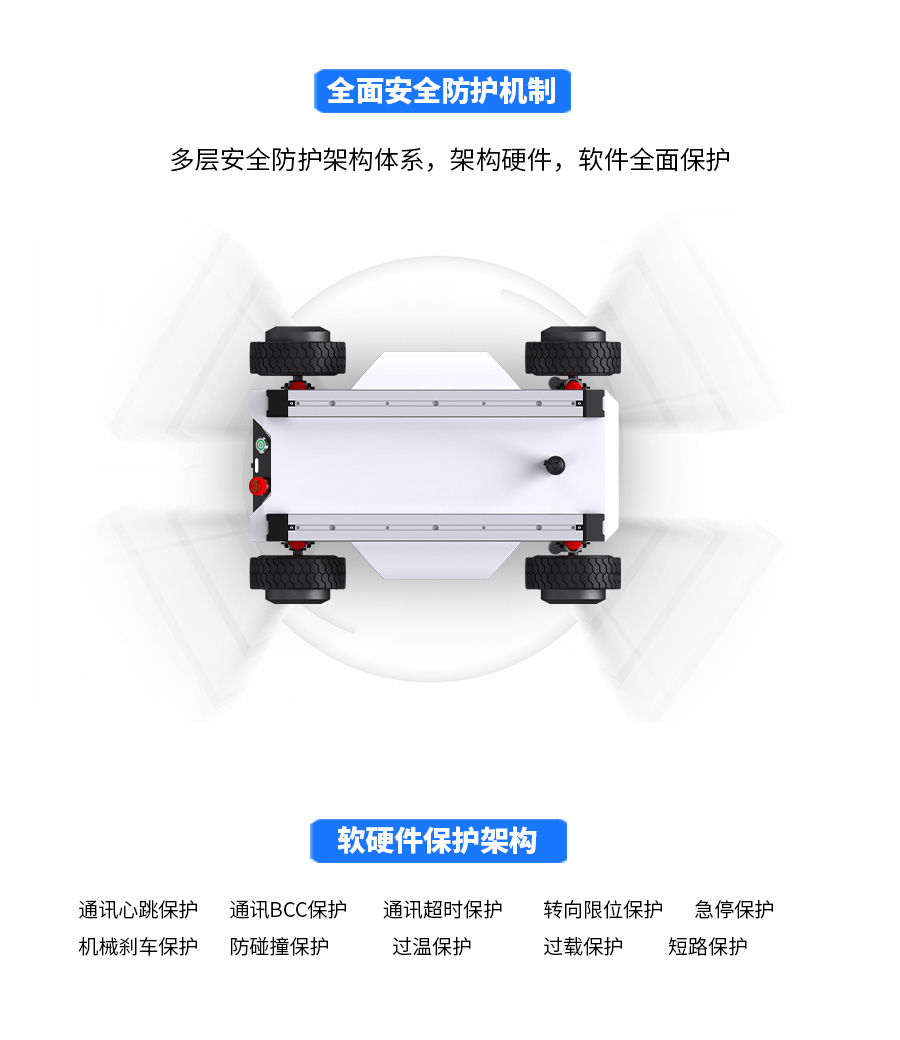 全面安全防护机制
多层安全防护架构体系，架构硬件，软件全面保护
软硬件保护架构
通讯心跳保护 通讯BCC保护 通讯超时保护 转向限位保护 急停保护
机械刹车保护 防碰撞保护 过温保护 过载保护 短路保护